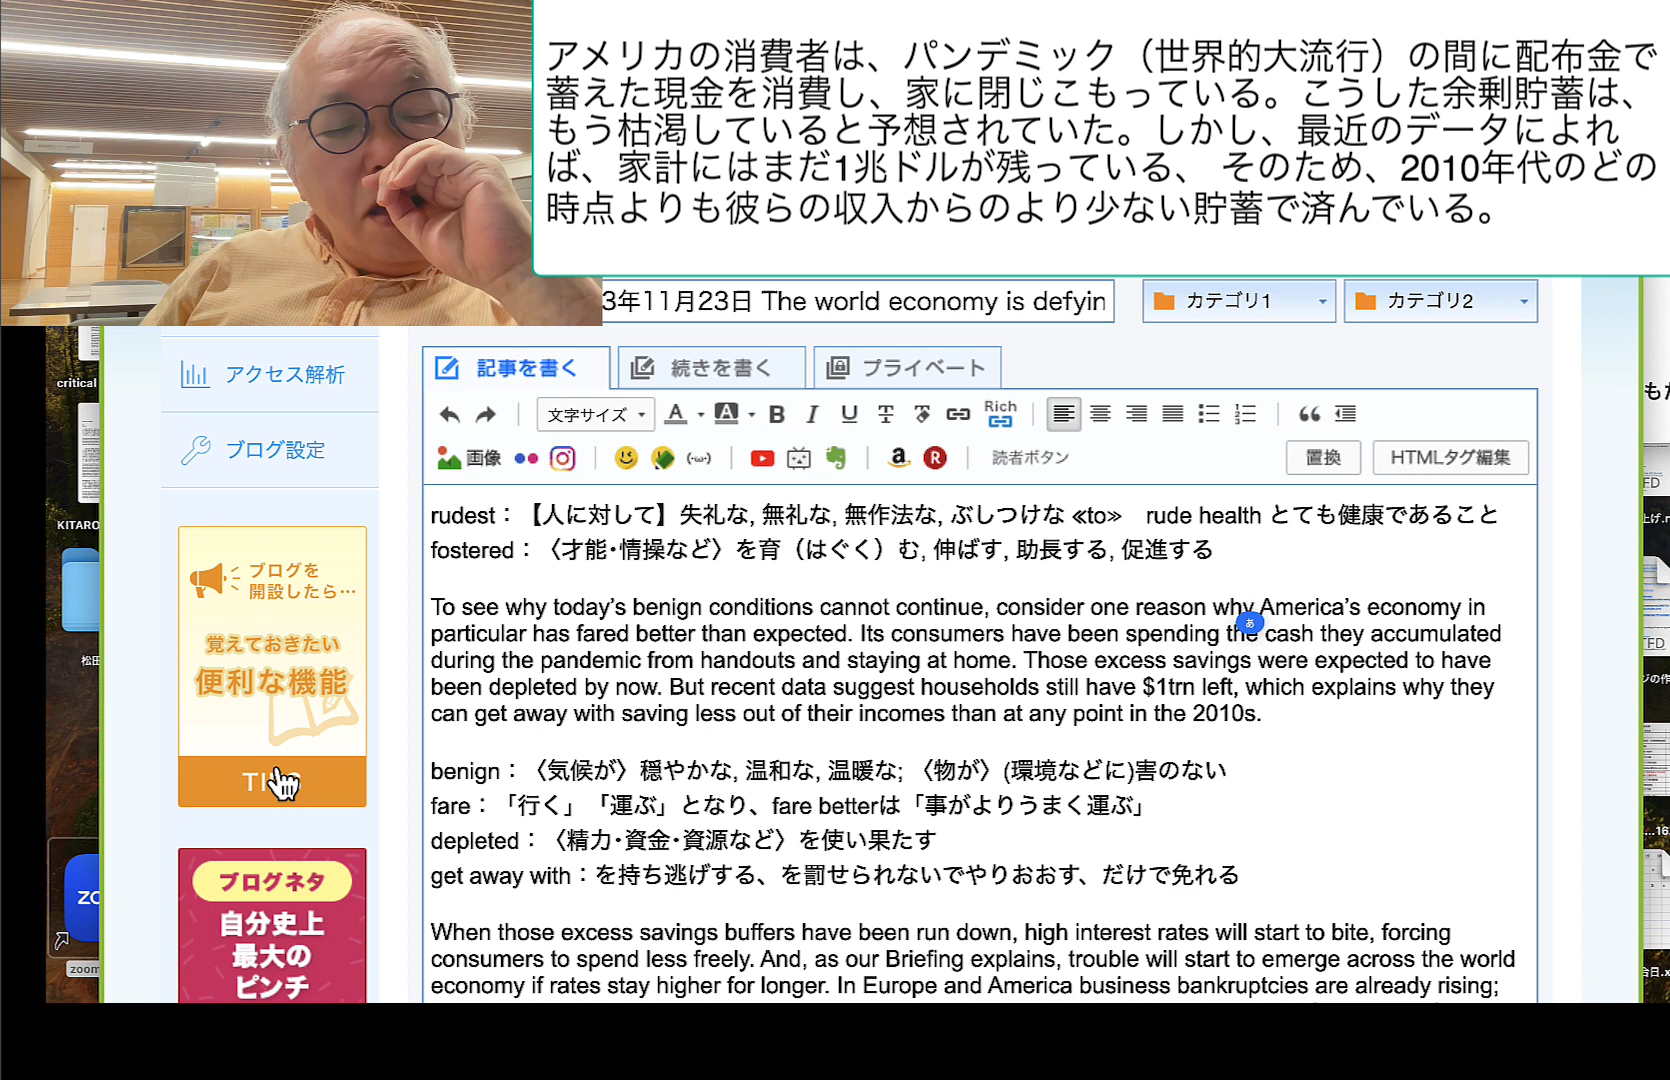 アメリカの消費者は、パンデミック（世界的大流行）の間に配布金で
蓄えた現金を消費し、家に閉じこもっている。こうした余剰貯蓄は、
もう枯渇していると予想されていた。しかし、最近のデータによれ
ば、家計にはまだ1兆ドルが残っている、 そのため、2010年代のどの
時点よりも彼らの収入からのより少ない貯蓄で済んでいる。
3年11月23日 The world economy is defyin
カテゴリ1
カテゴリ2
critical
KITARO
松田
zoom
アクセス解析
ブログ設定
ブログを
開設したら…
覚えておきたい
便利な機能
ブログネタ
自分史上
最大の
ピンチ
記事を書く
続きを書く
プライベート
文字サイズ
A
A
B
I
U
T
Rich
画像
読者ボタン
置換
HTMLタグ編集
rudest：【人に対して】失礼な, 無礼な, 無作法な, ぶしつけな ≪to≫　rude health とても健康であること
fostered：〈才能･情操など〉を育（はぐく）む, 伸ばす, 助長する, 促進する
To see why today’s benign conditions cannot continue, consider one reason why America’s economy in
particular has fared better than expected. Its consumers have been spending the cash they accumulated
あ
during the pandemic from handouts and staying at home. Those excess savings were expected to have
been depleted by now. But recent data suggest households still have $1trn left, which explains why they
can get away with saving less out of their incomes than at any point in the 2010s.
benign：〈気候が〉穏やかな, 温和な, 温暖な; 〈物が〉(環境などに)害のない
fare：「行く」「運ぶ」となり、fare betterは「事がよりうまく運ぶ」
depleted：〈精力･資金･資源など〉を使い果たす
get away with：を持ち逃げする、を罰せられないでやりおおす、だけで免れる
When those excess savings buffers have been run down, high interest rates will start to bite, forcing
consumers to spend less freely. And, as our Briefing explains, trouble will start to emerge across the world
economy if rates stay higher for longer. In Europe and America business bankruptcies are already rising;